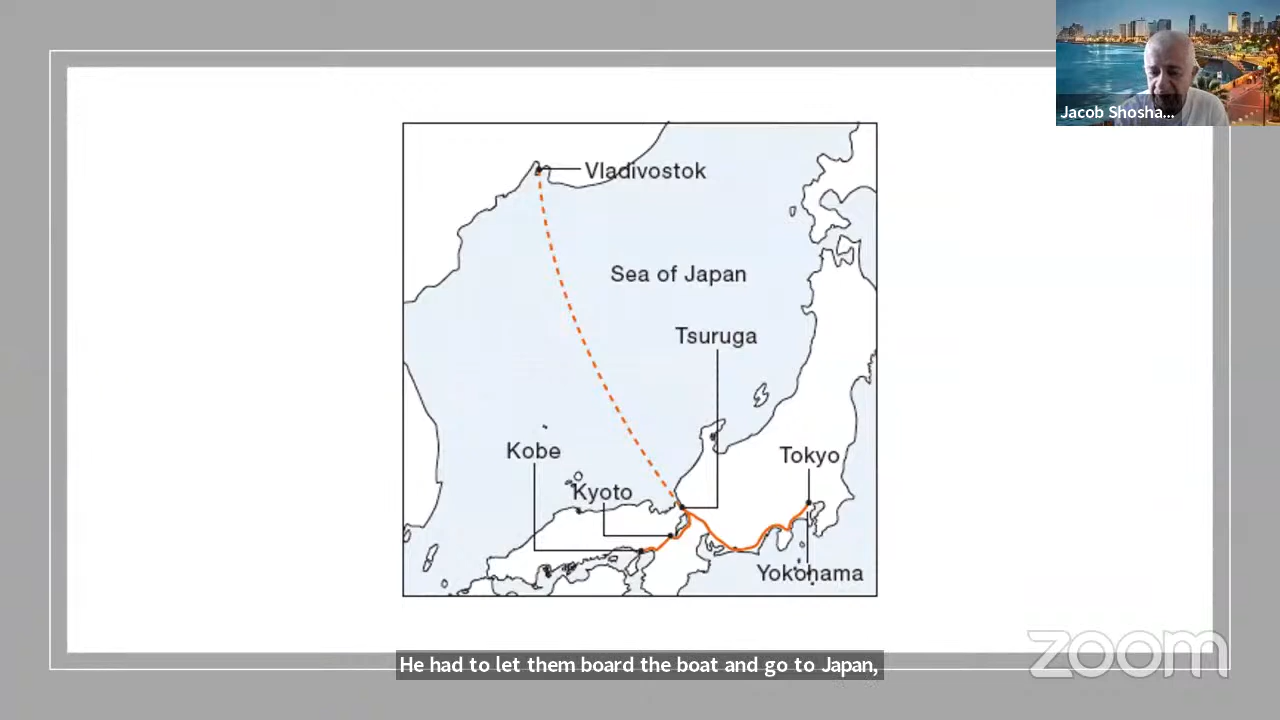 Jacob Shosha...
Vladivostok
Sea of Japan
Tsuruga
Kobe
Tokyo
Kyoto
Yokohama
zoom
He had to let them board the boat and go to Japan,